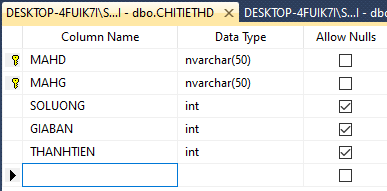 DESKTOP-4FUIK7I\S...I - dbo.CHITIETHD DESKTOP-4FUIK7I\S...I - db
Column Name Data Type Allow Nulls
MAHD nvarchar(50)
MAHG nvarchar(50)
SOLUONG int
GIABAN int
THANHTIEN int